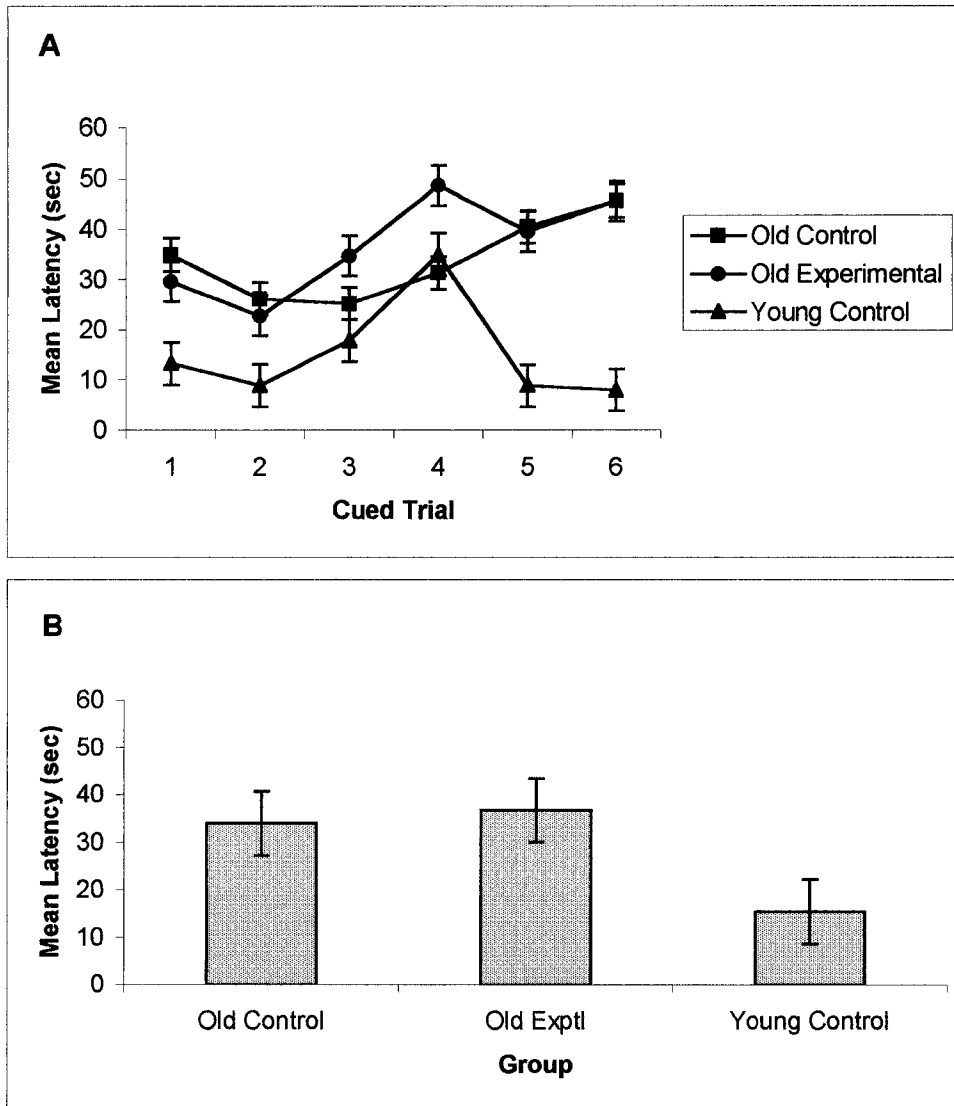 A
Mean Latency (sec)
60
50
40
30
20
10
0
1 2 3 4 5 6
Cued Trial
Old Control
Old Experimental
Young Control
B
Mean Latency (sec)
60
50
40
30
20
10
0
Old Control Old Exptl Young Control
Group